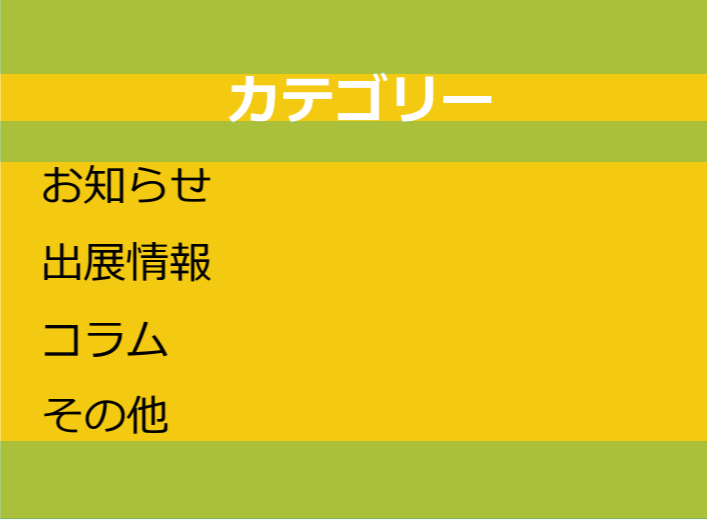 カテゴリー
お知らせ
出展情報
コラム
その他